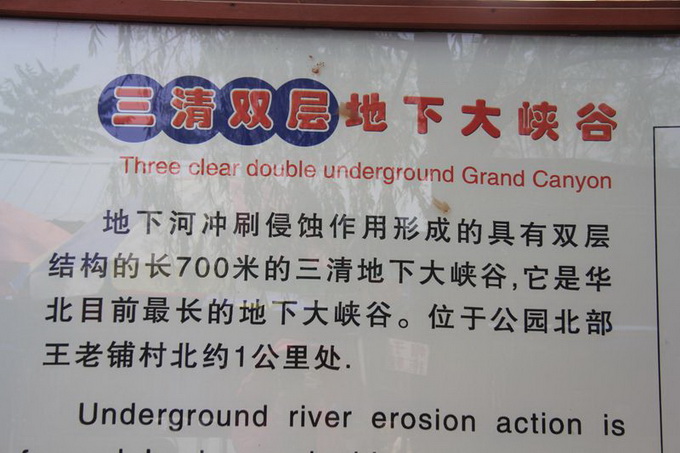 三清双层地下大峡谷
Three clear double underground Grand Canyon
地下河冲刷侵蚀作用形成的具有双层
结构的长700米的三清地下大峡谷,它是华
北目前最长的地下大峡谷。位于公园北部
王老铺村北约1公里处.
Underground river erosion action is